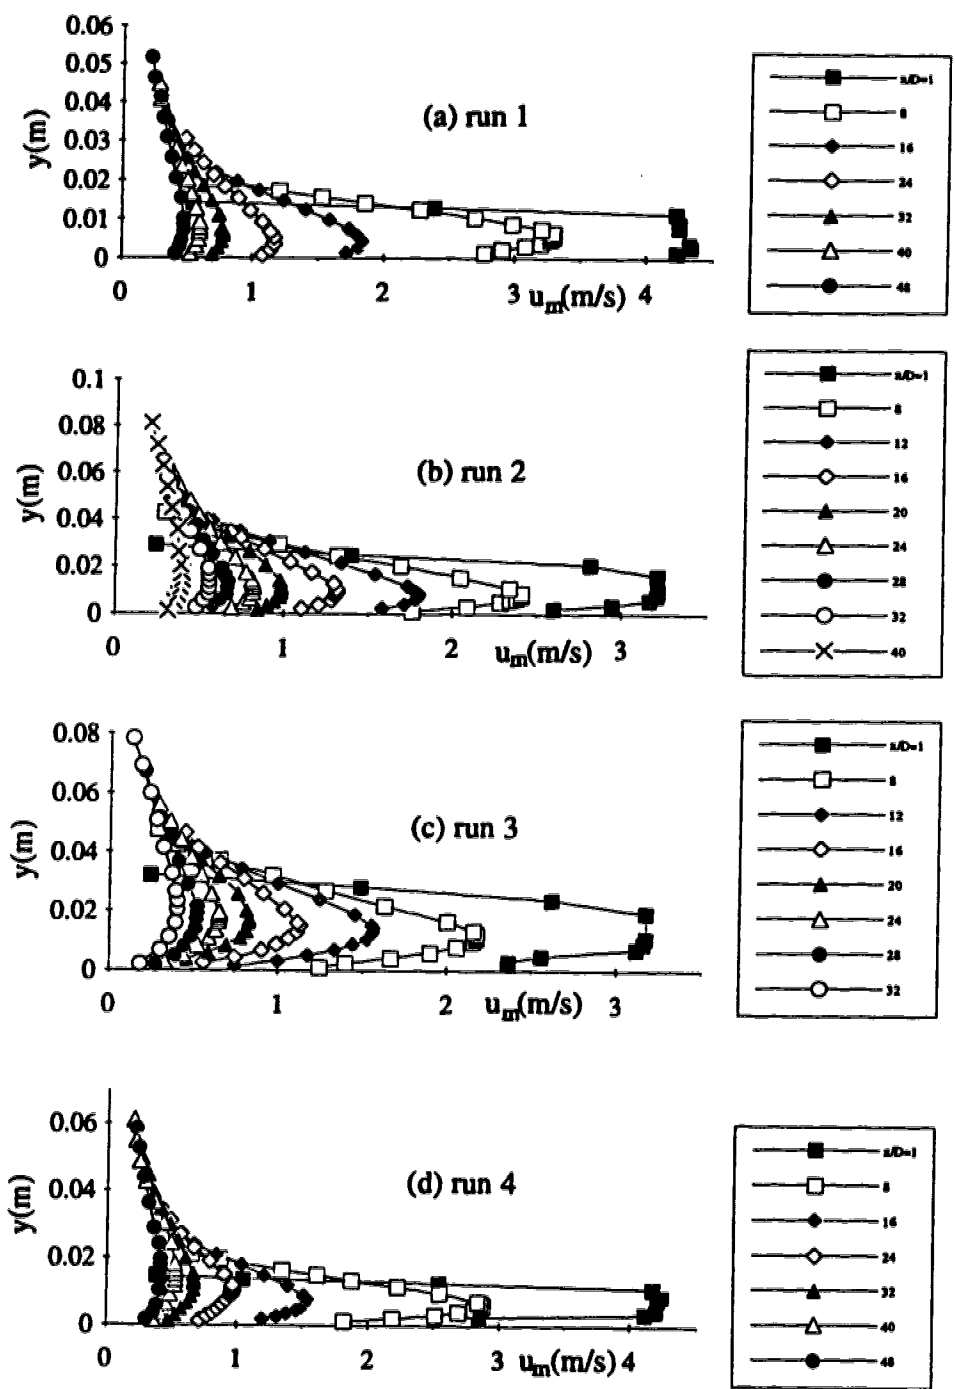 0.06
0.05
0.04
0.03
0.02
0.01
0
y(m)
(a) run 1
0 1 2 3 4
um(m/s)
x/D=1
8
16
24
32
40
48
0.1
0.08
0.06
0.04
0.02
0
y(m)
(b) run 2
0 1 2 3
um(m/s)
x/D=1
8
12
16
20
24
28
32
40
0.08
0.06
0.04
0.02
0
y(m)
(c) run 3
0 1 2 3
um(m/s)
x/D=1
8
12
16
20
24
28
32
0.06
0.04
0.02
0
y(m)
(d) run 4
0 1 2 3 4
um(m/s)
x/D=1
8
16
24
32
40
48